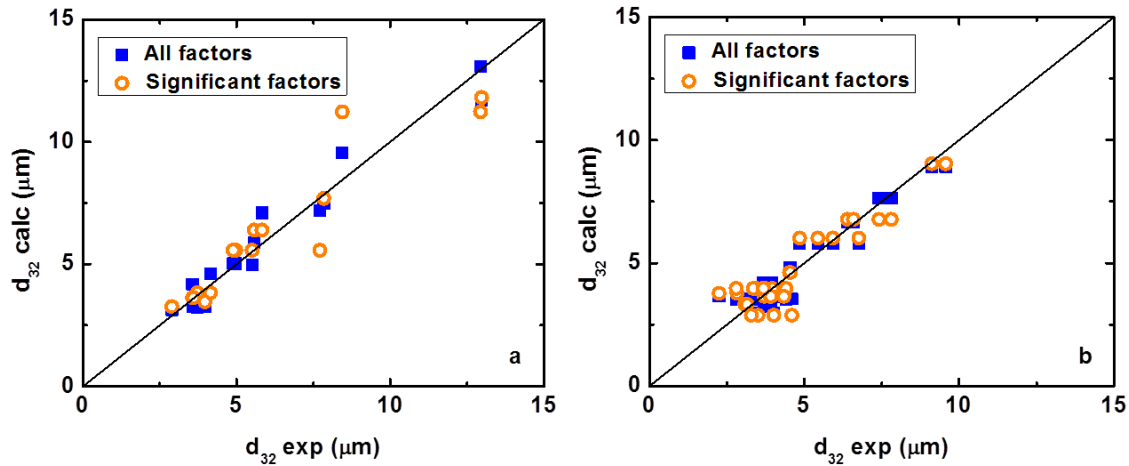 15
10
5
0
d32 calc (μm)
All factors
Significant factors
a
0
5
10
15
d32 exp (μm)
15
10
5
0
d32 calc (μm)
All factors
Significant factors
b
0
5
10
15
d32 exp (μm)